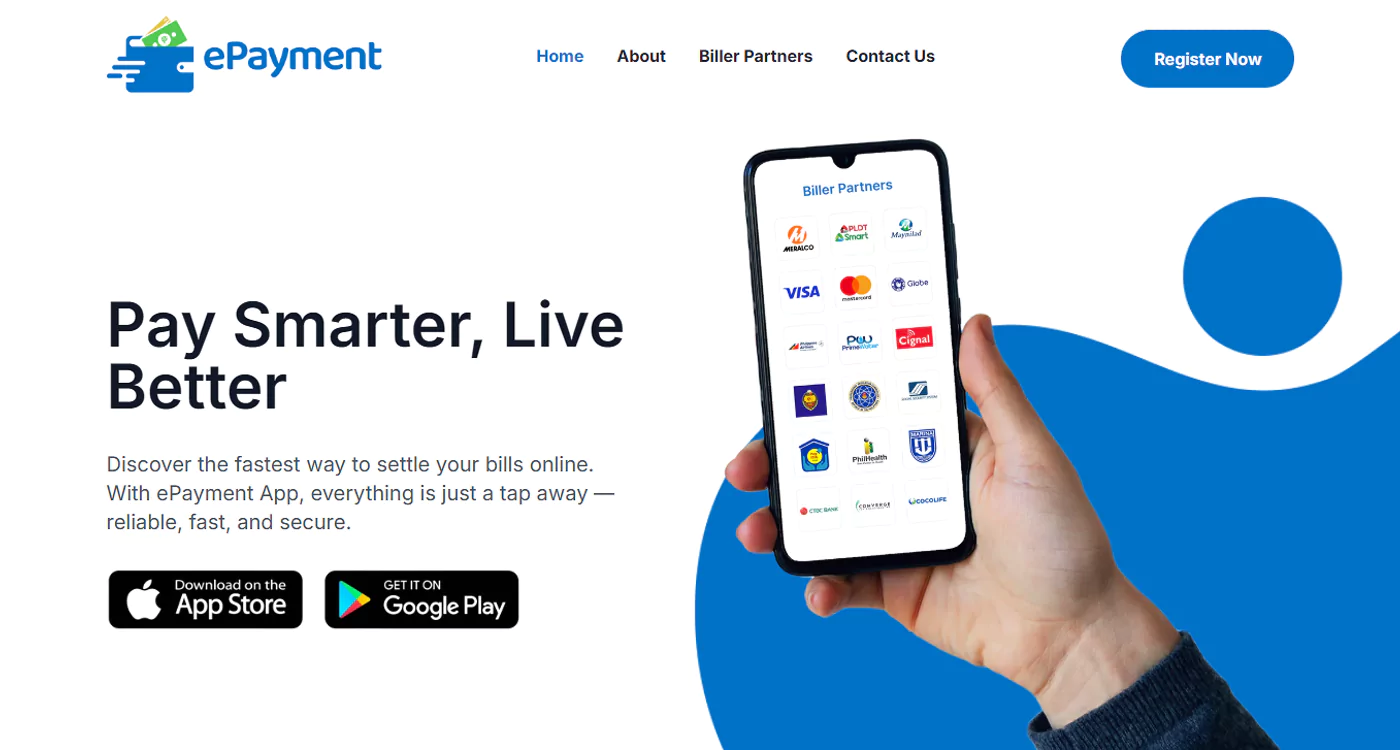 ePayment
Home
About
Biller Partners
Contact Us
Register Now
Pay Smarter, Live
Better
Discover the fastest way to settle your bills online.
With ePayment App, everything is just a tap away —
reliable, fast, and secure.
Download on the
App Store
GET IT ON
Google Play
Biller Partners
MERALCO
PLDT
Smart
Maynilad
VISA
mastercard
Globe
PrimeWater
Cignal
PhilHealth
CTBC BANK
CONVERGE
COCOLIFE